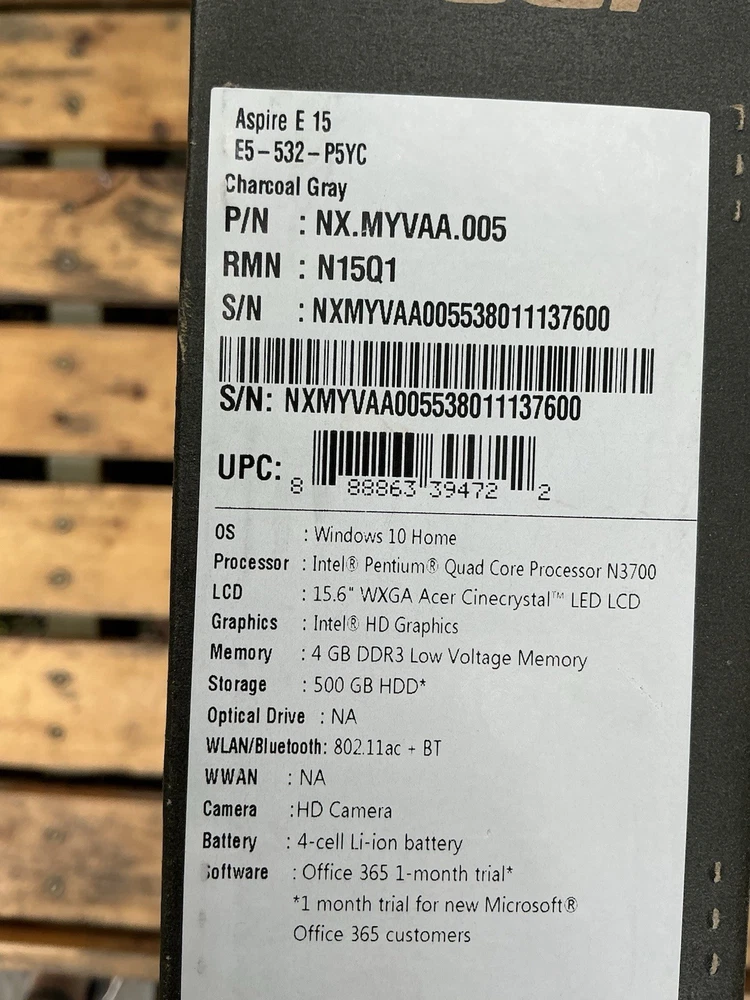 Aspire E 15
E5-532-P5YC
Charcoal Gray
P/N : NX.MYVAA.005
RMN : N15Q1
S/N : NXMYVAA005538011137600
S/N: NXMYVAA005538011137600
UPC: 8 88863 39472 2
OS : Windows 10 Home
Processor : Intel® Pentium® Quad Core Processor N3700
LCD : 15.6" WXGA Acer Cinecrystal™ LED LCD
Graphics : Intel® HD Graphics
Memory : 4 GB DDR3 Low Voltage Memory
Storage : 500 GB HDD*
Optical Drive : NA
WLAN/Bluetooth: 802.11ac + BT
WWAN : NA
Camera :HD Camera
Battery : 4-cell Li-ion battery
Software : Office 365 1-month trial*
*1 month trial for new Microsoft®
Office 365 customers